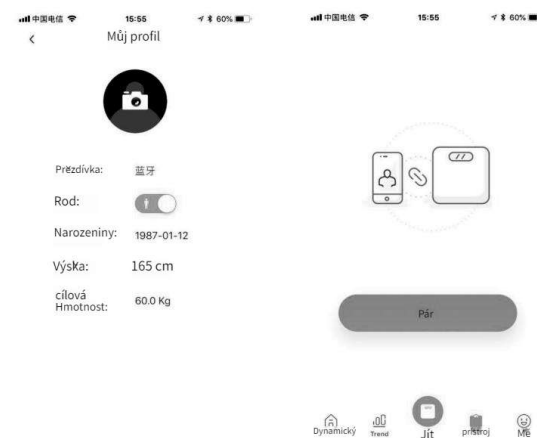 中国电信 15:55 60%
Můj profil
Přezdívka: 蓝牙
Rod:
Narozeniny: 1987-01-12
Výška: 165 cm
cílová
Hmotnost: 60.0 Kg
中国电信 15:55 60%
Pár
Dynamický Trend Jít přístroj Mě